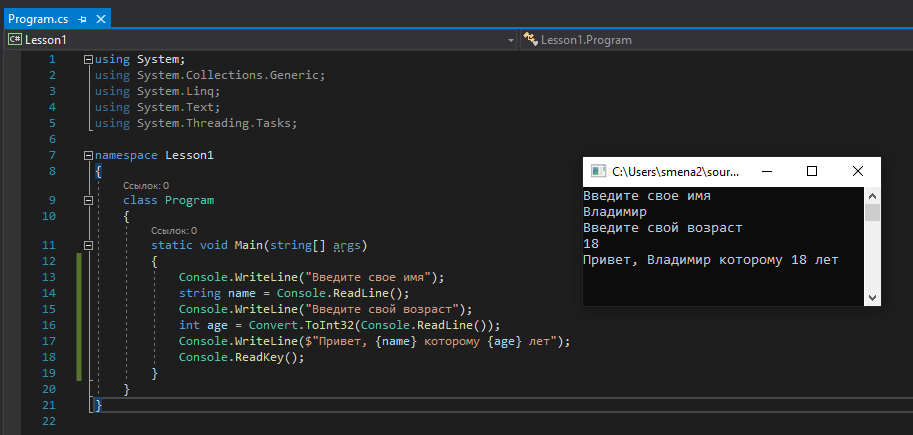 Program.cs
Lesson1
Lesson1.Program
1 using System;
2 using System.Collections.Generic;
3 using System.Linq;
4 using System.Text;
5 using System.Threading.Tasks;
6
7 namespace Lesson1
8 {
Ссылок: 0
9 class Program
10 {
Ссылок: 0
11 static void Main(string[] args)
12 {
13 Console.WriteLine("Введите свое имя");
14 string name = Console.ReadLine();
15 Console.WriteLine("Введите свой возраст");
16 int age = Convert.ToInt32(Console.ReadLine());
17 Console.WriteLine($"Привет, {name} которому {age} лет");
18 Console.ReadKey();
19 }
20 }
21 }
22
C:\Users\smena2\sour...
Введите свое имя
Владимир
Введите свой возраст
18
Привет, Владимир которому 18 лет